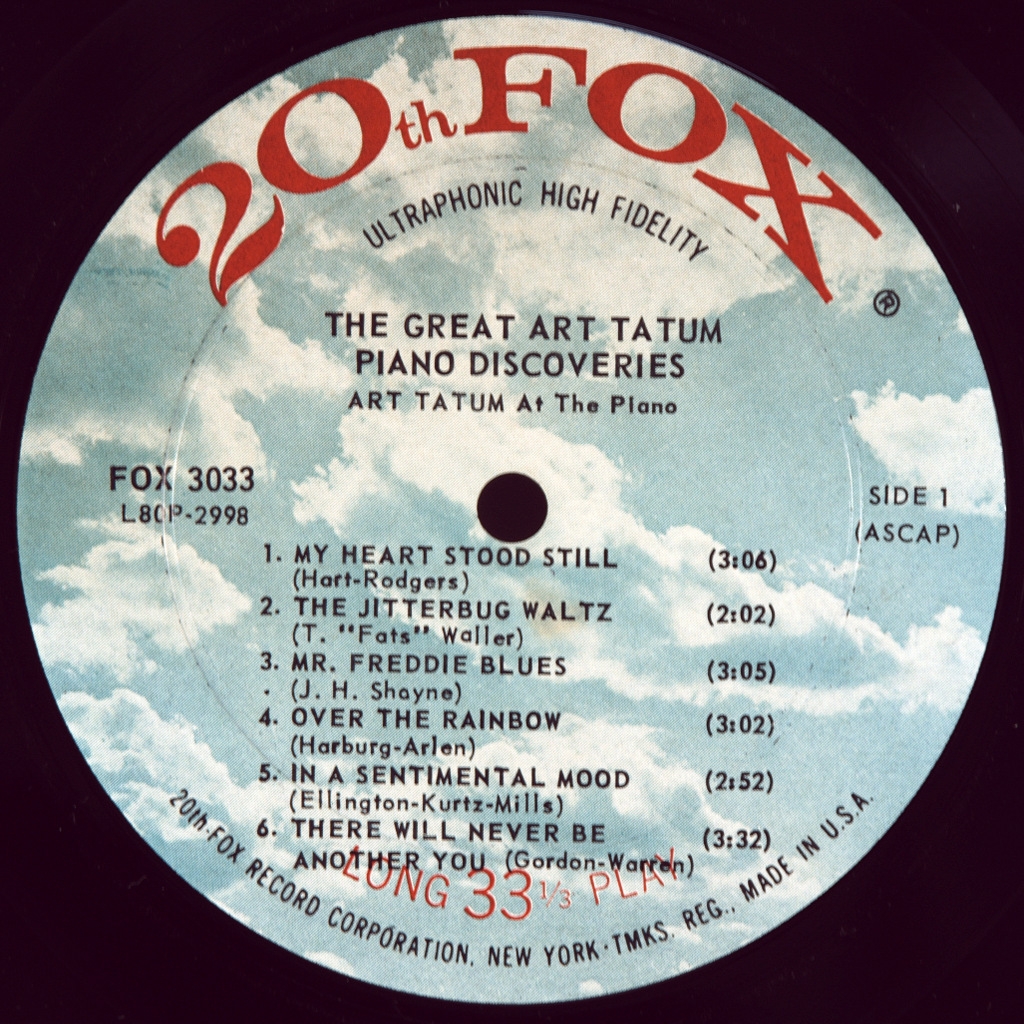 20th FOX
®
ULTRAPHONIC HIGH FIDELITY
THE GREAT ART TATUM
PIANO DISCOVERIES
ART TATUM At The Piano
FOX 3033
L80P-2998
SIDE 1
(ASCAP)
1. MY HEART STOOD STILL (3:06)
(Hart-Rodgers)
2. THE JITTERBUG WALTZ (2:02)
(T. "Fats" Waller)
3. MR. FREDDIE BLUES (3:05)
(J. H. Shayne)
4. OVER THE RAINBOW (3:02)
(Harburg-Arlen)
5. IN A SENTIMENTAL MOOD (2:52)
(Ellington-Kurtz-Mills)
6. THERE WILL NEVER BE (3:32)
ANOTHER YOU (Gordon-Warren)
LONG 33 1/3 PLAY
20th-FOX RECORD CORPORATION, NEW YORK · TMKS. REG., MADE IN U.S.A.